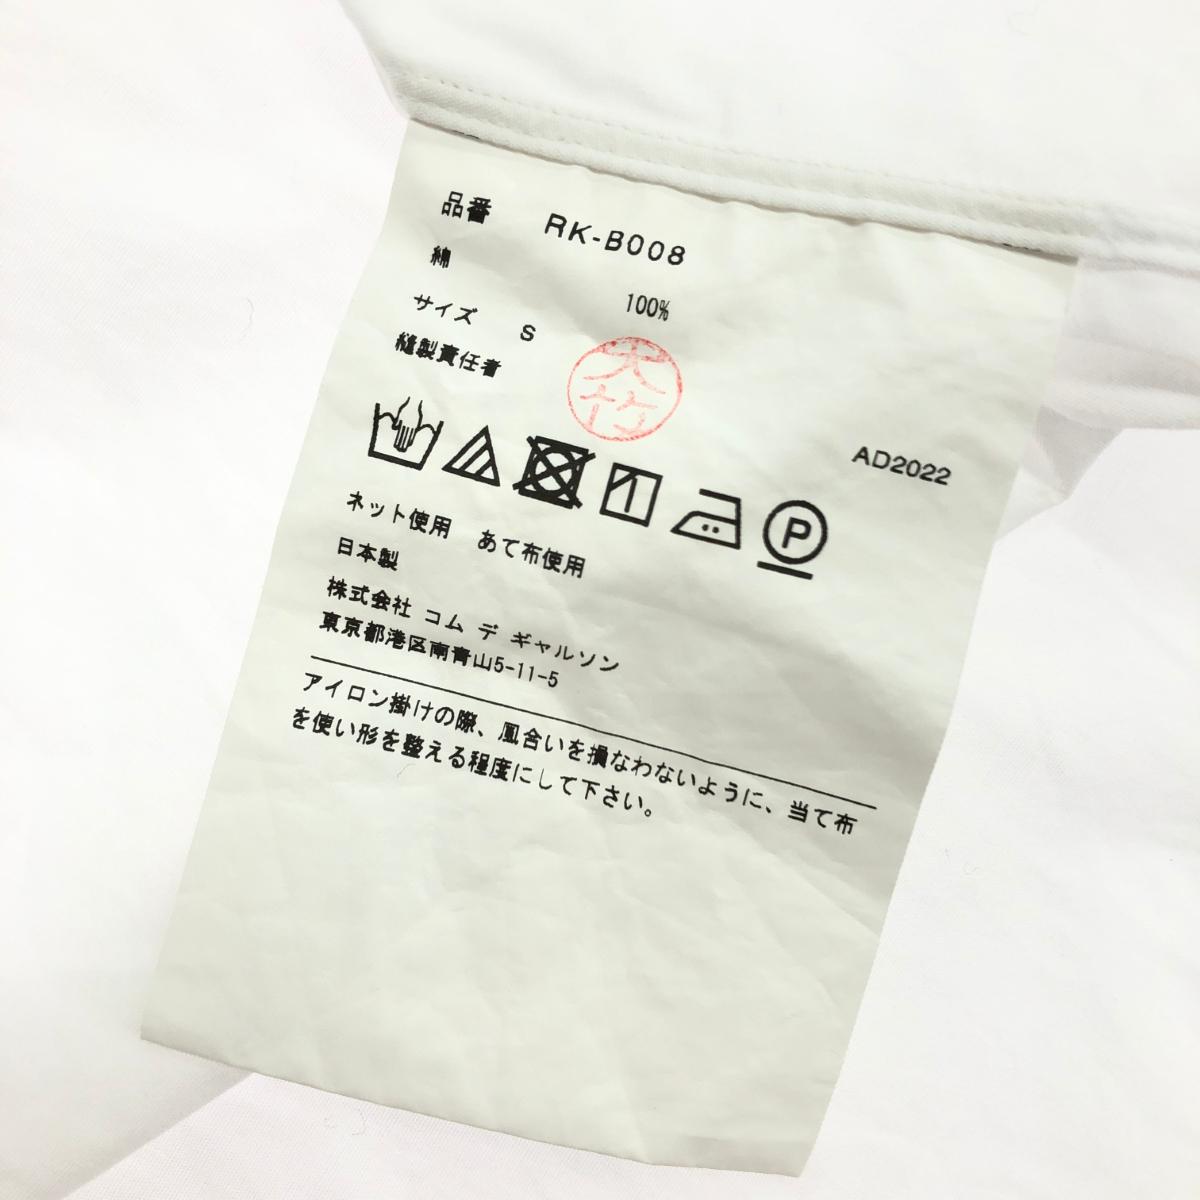 品番 RK-B008
綿 100%
サイズ S
縫製責任者 大竹
AD2022
P
ネット使用 あて布使用
日本製
株式会社 コム デ ギャルソン
東京都港区南青山5-11-5
アイロン掛けの際、風合いを損なわないように、当て布
を使い形を整える程度にして下さい。